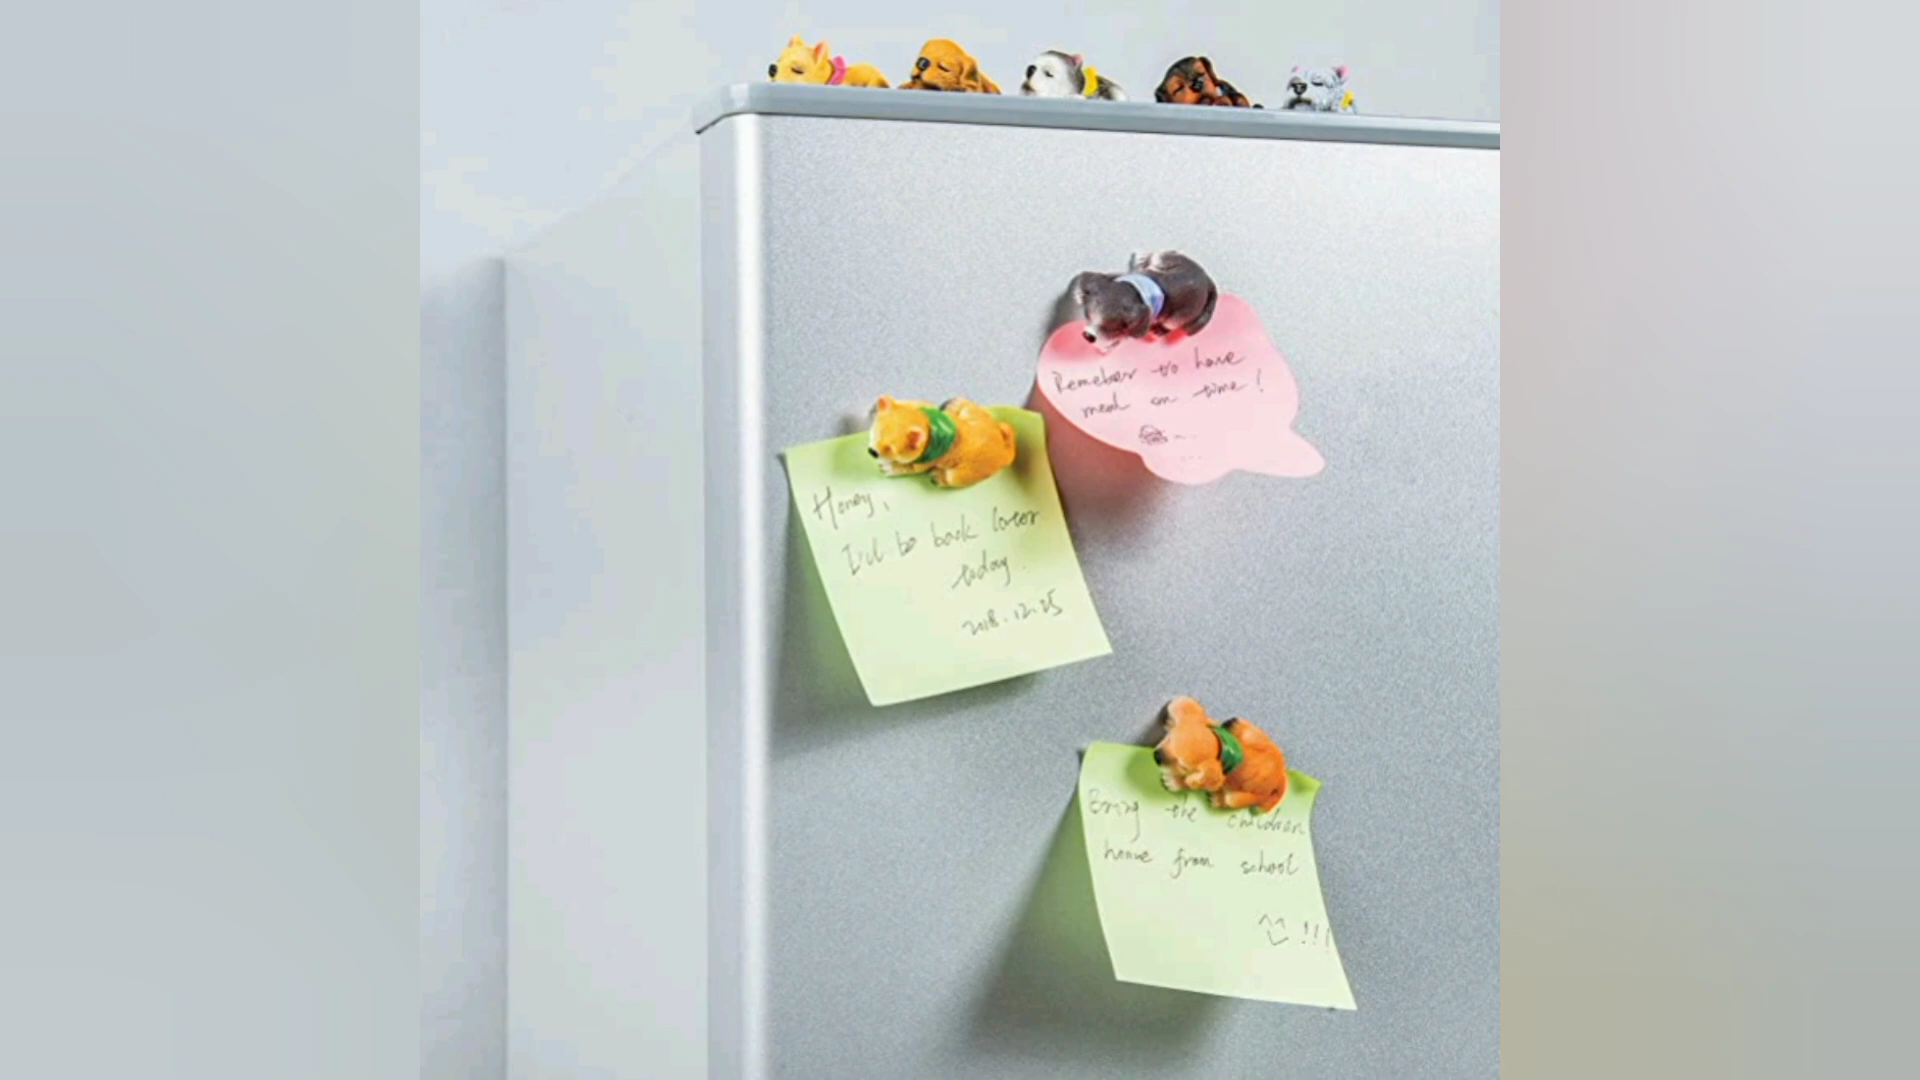 Remeber to have
meal on time!
Honey,
I'll be back later
today.
2018.12.25
Bring the children
home from school
!!!